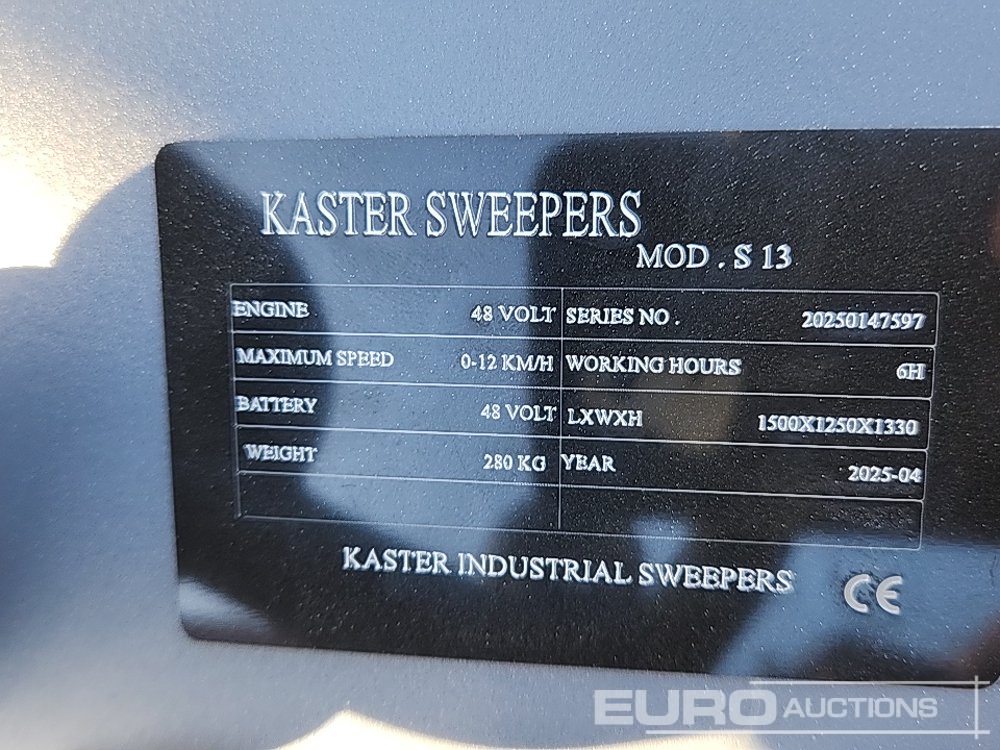 KASTER SWEEPERS
MOD . S 13
ENGINE 48 VOLT SERIES NO . 20250147597
MAXIMUM SPEED 0-12 KM/H WORKING HOURS 6H
BATTERY 48 VOLT LXWXH 1500X1250X1330
WEIGHT 280 KG YEAR 2025-04
KASTER INDUSTRIAL SWEEPERS CE
EURO AUCTIONS